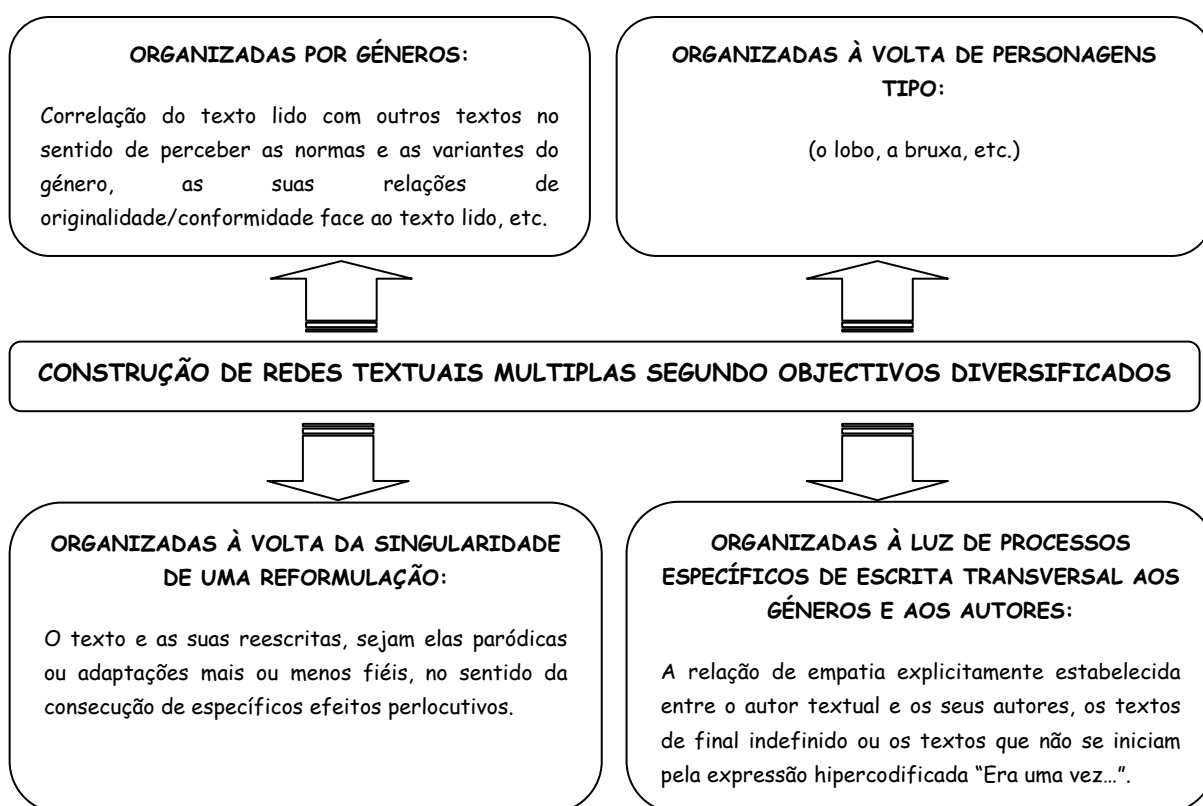 ORGANIZADAS POR GÉNEROS:
Correlação do texto lido com outros textos no
sentido de perceber as normas e as variantes do
género, as suas relações de
originalidade/conformidade face ao texto lido, etc.
ORGANIZADAS À VOLTA DE PERSONAGENS
TIPO:
(o lobo, a bruxa, etc.)
CONSTRUÇÃO DE REDES TEXTUAIS MULTIPLAS SEGUNDO OBJECTIVOS DIVERSIFICADOS
ORGANIZADAS À VOLTA DA SINGULARIDADE
DE UMA REFORMULAÇÃO:
O texto e as suas reescritas, sejam elas paródicas
ou adaptações mais ou menos fiéis, no sentido da
consecução de específicos efeitos perlocutivos.
ORGANIZADAS À LUZ DE PROCESSOS
ESPECÍFICOS DE ESCRITA TRANSVERSAL AOS
GÉNEROS E AOS AUTORES:
A relação de empatia explicitamente estabelecida
entre o autor textual e os seus autores, os textos
de final indefinido ou os textos que não se iniciam
pela expressão hipercodificada “Era uma vez…”.